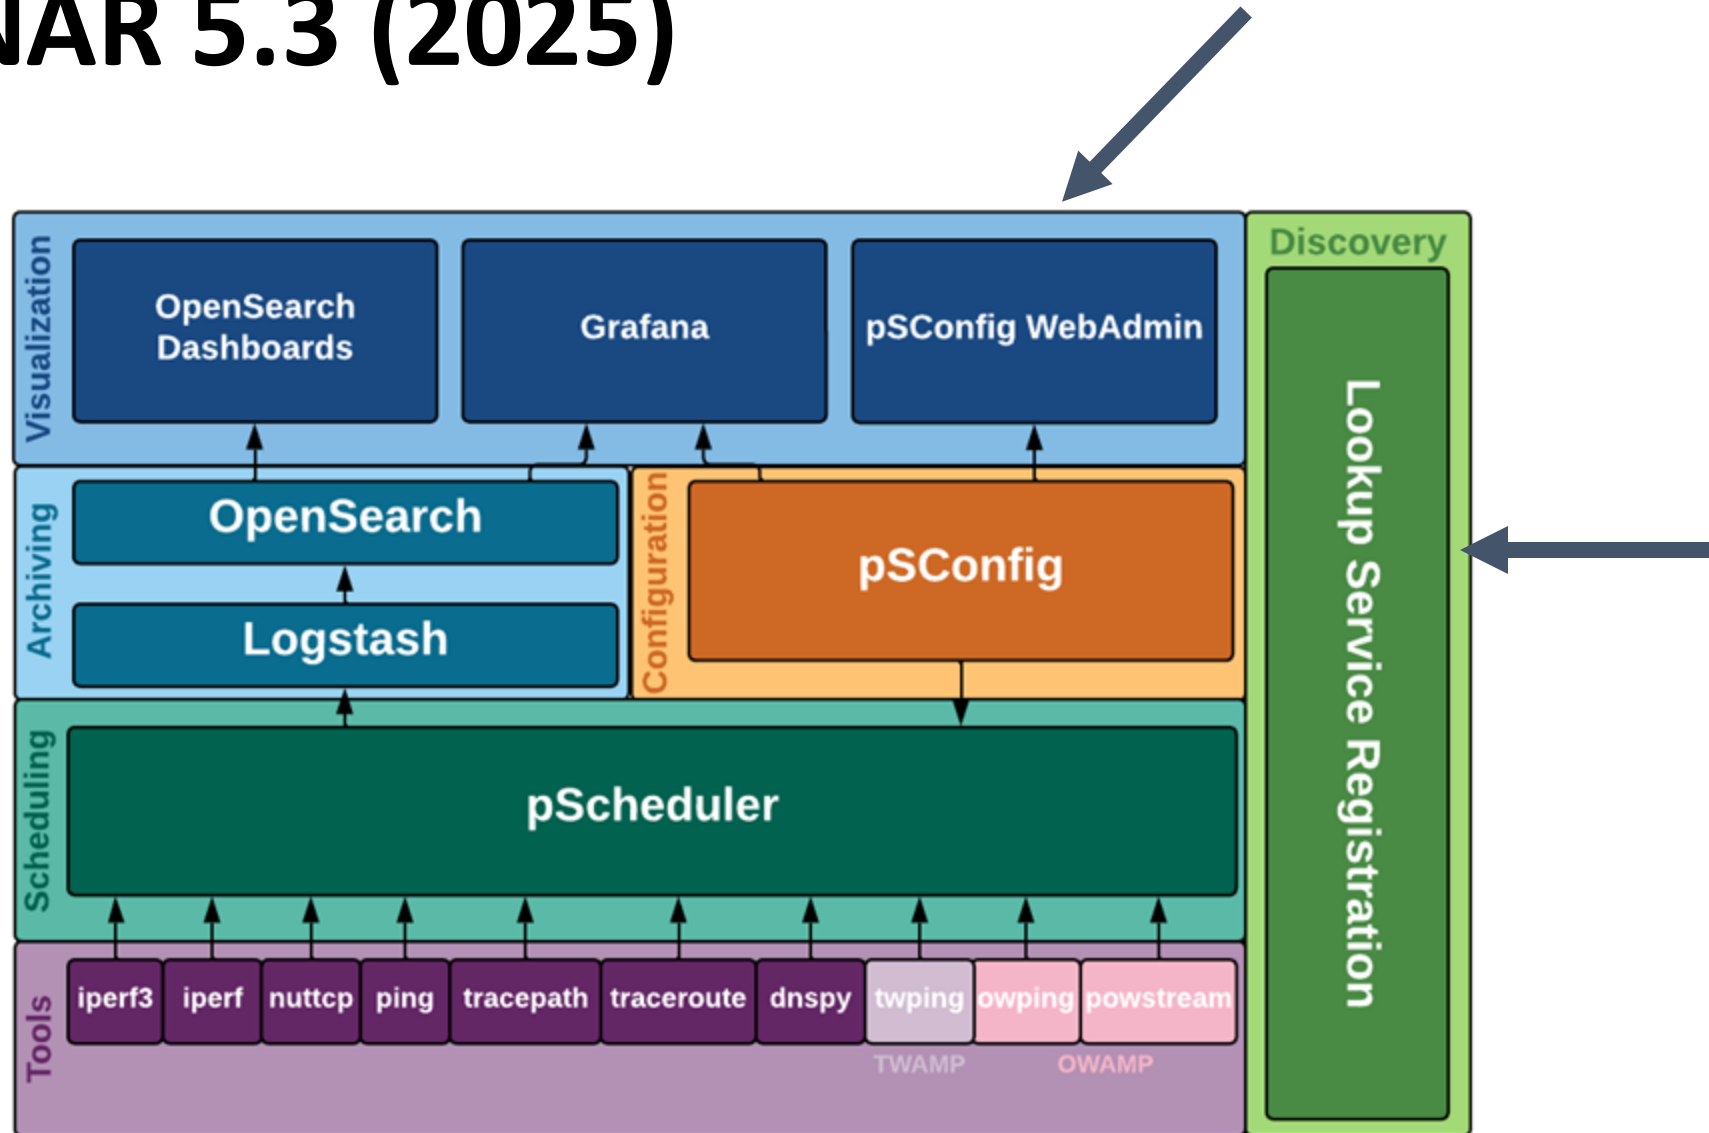 NAR 5.3 (2025)
Visualization
OpenSearch
Dashboards
Grafana
pSConfig WebAdmin
Discovery
Lookup Service Registration
Archiving
OpenSearch
Logstash
Configuration
pSConfig
Scheduling
pScheduler
Tools
iperf3
iperf
nuttcp
ping
tracepath
traceroute
dnspy
twping
owping
powstream
TWAMP
OWAMP